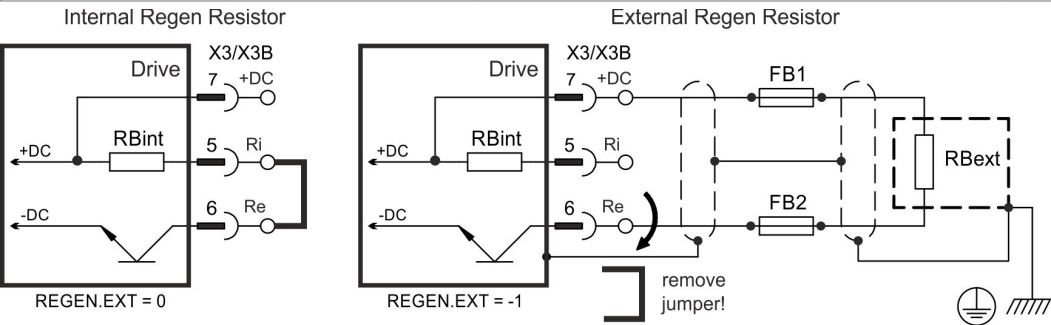 Internal Regen Resistor
X3/X3B
Drive
7
+DC
RBint
5
Ri
+DC
6
Re
-DC
REGEN.EXT = 0
External Regen Resistor
X3/X3B
Drive
7
+DC
FB1
RBint
5
Ri
+DC
RBext
6
Re
FB2
-DC
REGEN.EXT = -1
remove
jumper!